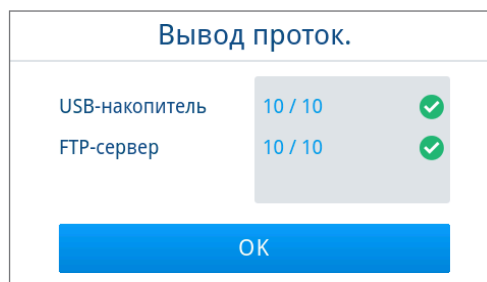 Вывод проток.
USB-накопитель 10 / 10
FTP-сервер 10 / 10
OK